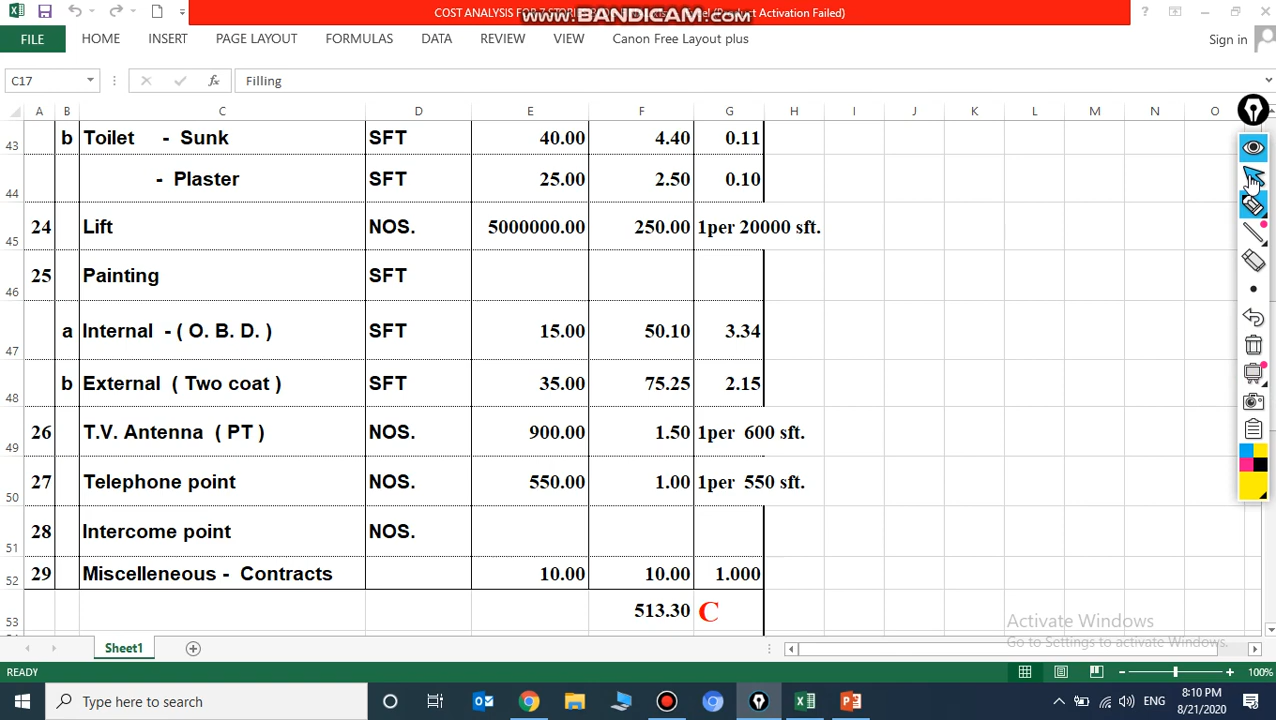 COST ANALYSIS FOR 7 STORI
www.BANDICAM.com
el (Product Activation Failed)
FILE HOME INSERT PAGE LAYOUT FORMULAS DATA REVIEW VIEW Canon Free Layout plus Sign in
C17 fx Filling
A B C D E F G H I J K L M N O
43 b Toilet - Sunk SFT 40.00 4.40 0.11
44 - Plaster SFT 25.00 2.50 0.10
45 24 Lift NOS. 5000000.00 250.00 1per 20000 sft.
46 25 Painting SFT
47 a Internal - ( O. B. D. ) SFT 15.00 50.10 3.34
48 b External ( Two coat ) SFT 35.00 75.25 2.15
49 26 T.V. Antenna ( PT ) NOS. 900.00 1.50 1per 600 sft.
50 27 Telephone point NOS. 550.00 1.00 1per 550 sft.
51 28 Intercome point NOS.
52 29 Miscelleneous - Contracts 10.00 10.00 1.000
53 513.30 C
Activate Windows
Go to Settings to activate Windows.
Sheet1
READY 100%
Type here to search
ENG
8:10 PM
8/21/2020